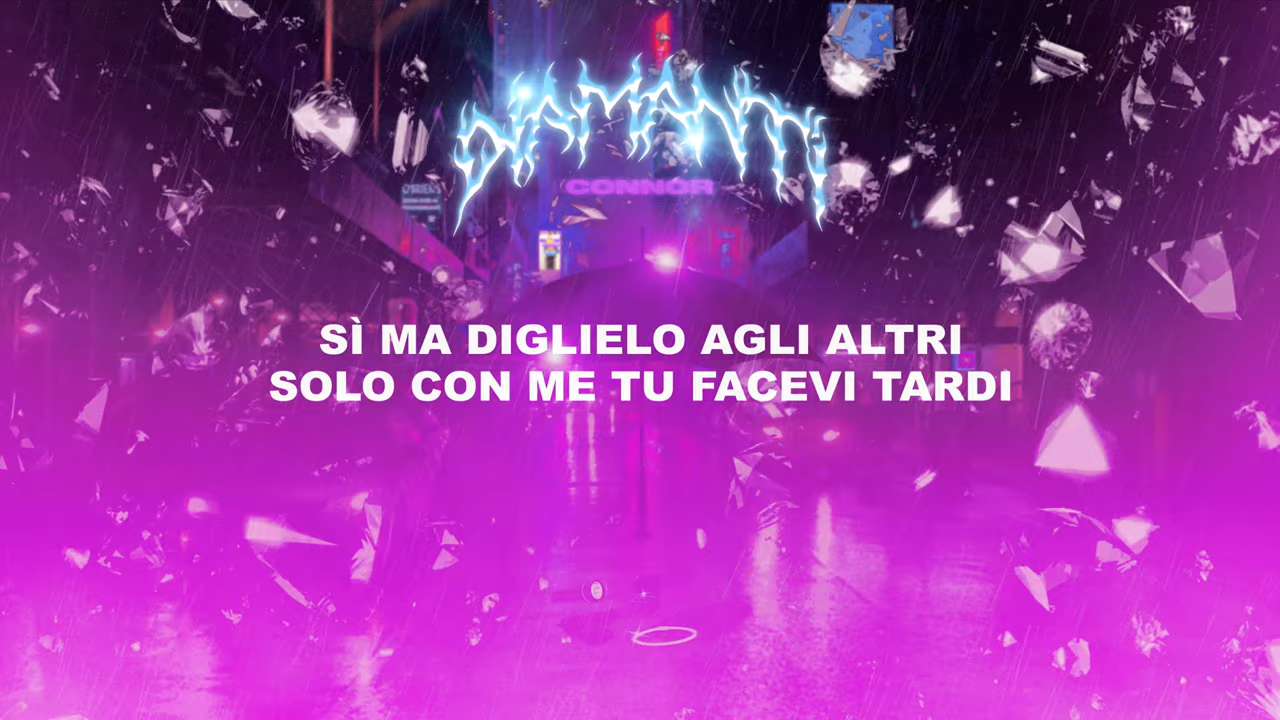 DIAMANTI
CONNOR
SÌ MA DIGLIELO AGLI ALTRI
SOLO CON ME TU FACEVI TARDI